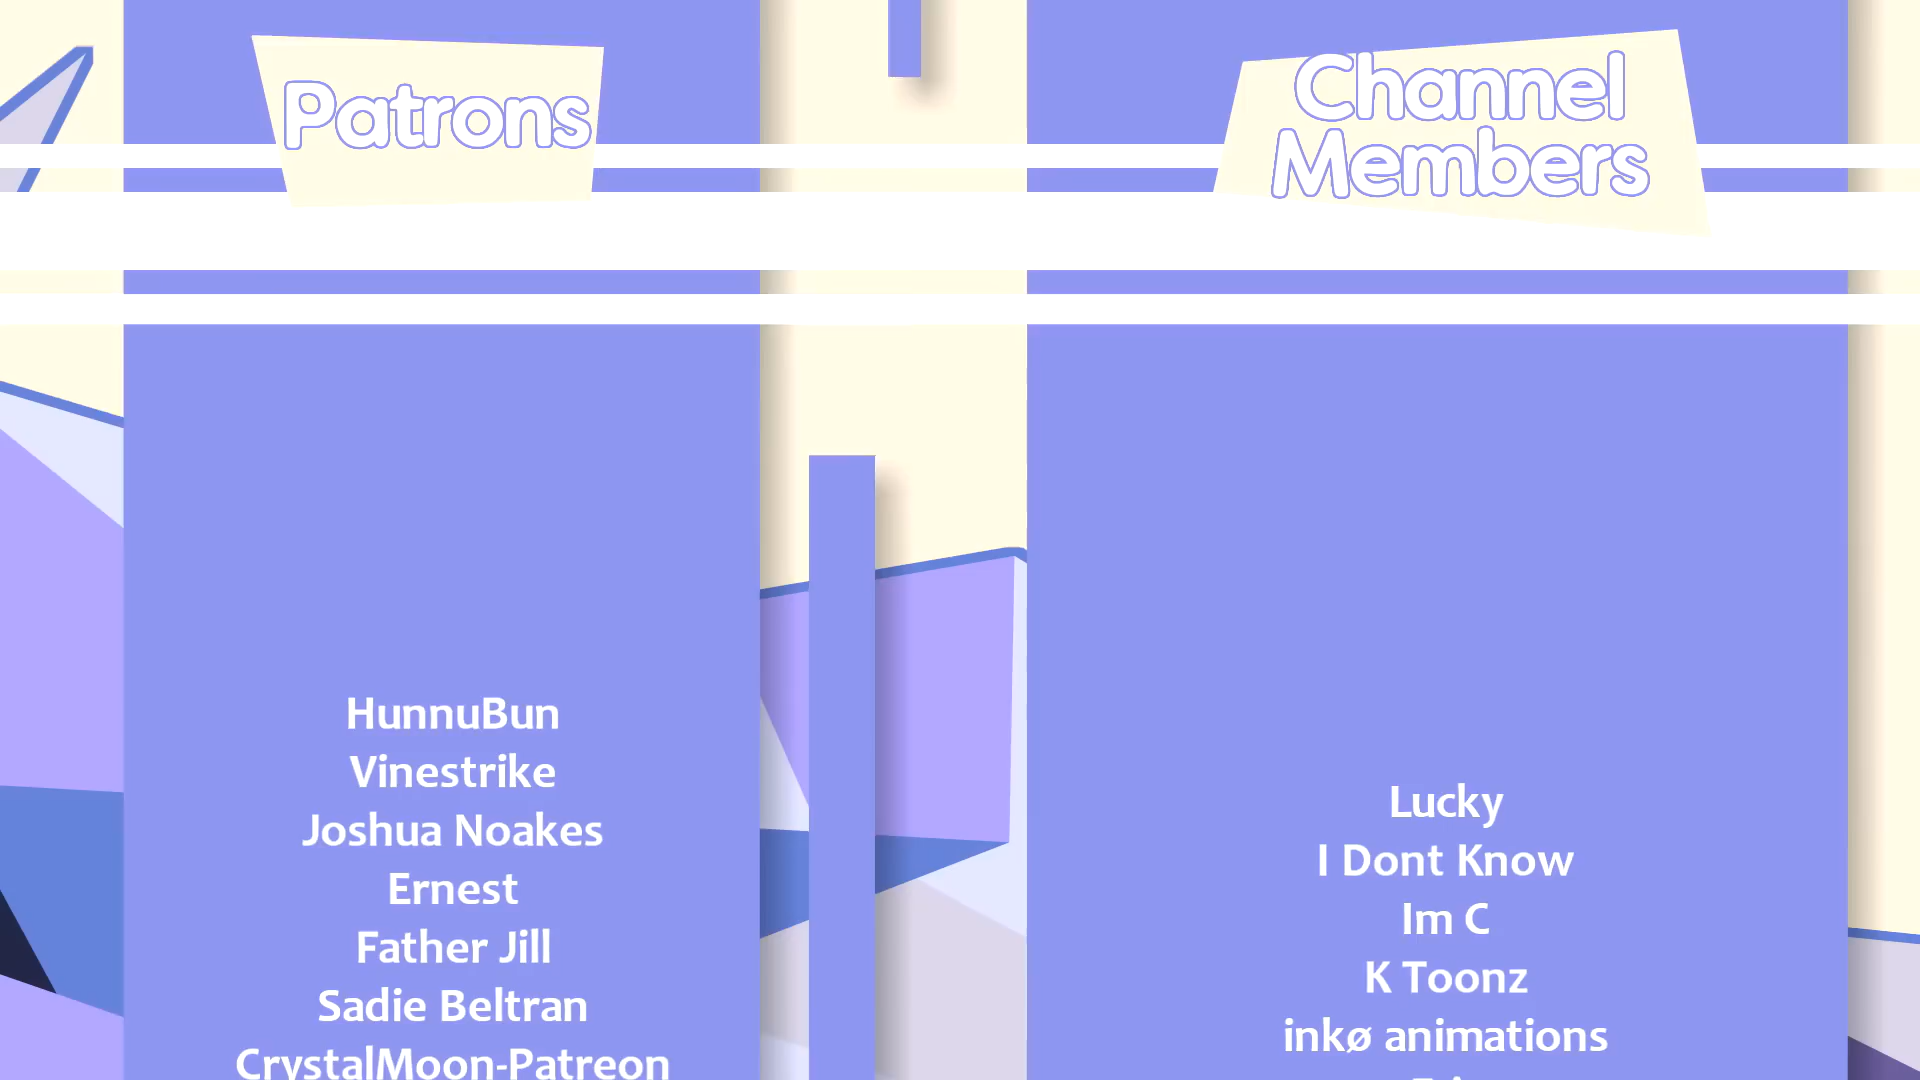 Patrons
HunnuBun
Vinestrike
Joshua Noakes
Ernest
Father Jill
Sadie Beltran
CrystalMoon-Patreon
Channel
Members
Lucky
I Dont Know
Im C
K Toonz
inkø animations